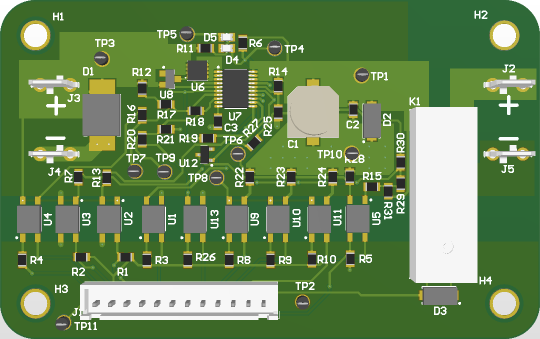 H1
H2
TP5
D5
R6
R11
D4
TP4
TP3
D1
R12
U6
U8
R14
TP1
J2
J3
+
+
K1
R16
R17
R18
U7
C3
R25
C2
D2
R20
R21
R19
TP6
R27
C1
−
−
J4
TP7
TP9
U12
TP8
TP10
R28
R30
J5
R13
R22
R23
R24
R15
R31
R29
U4
U3
U2
U1
U13
U9
U10
U11
U5
R4
R2
R1
R3
R26
R8
R9
R10
R5
H3
TP2
H4
D3
J1
TP11